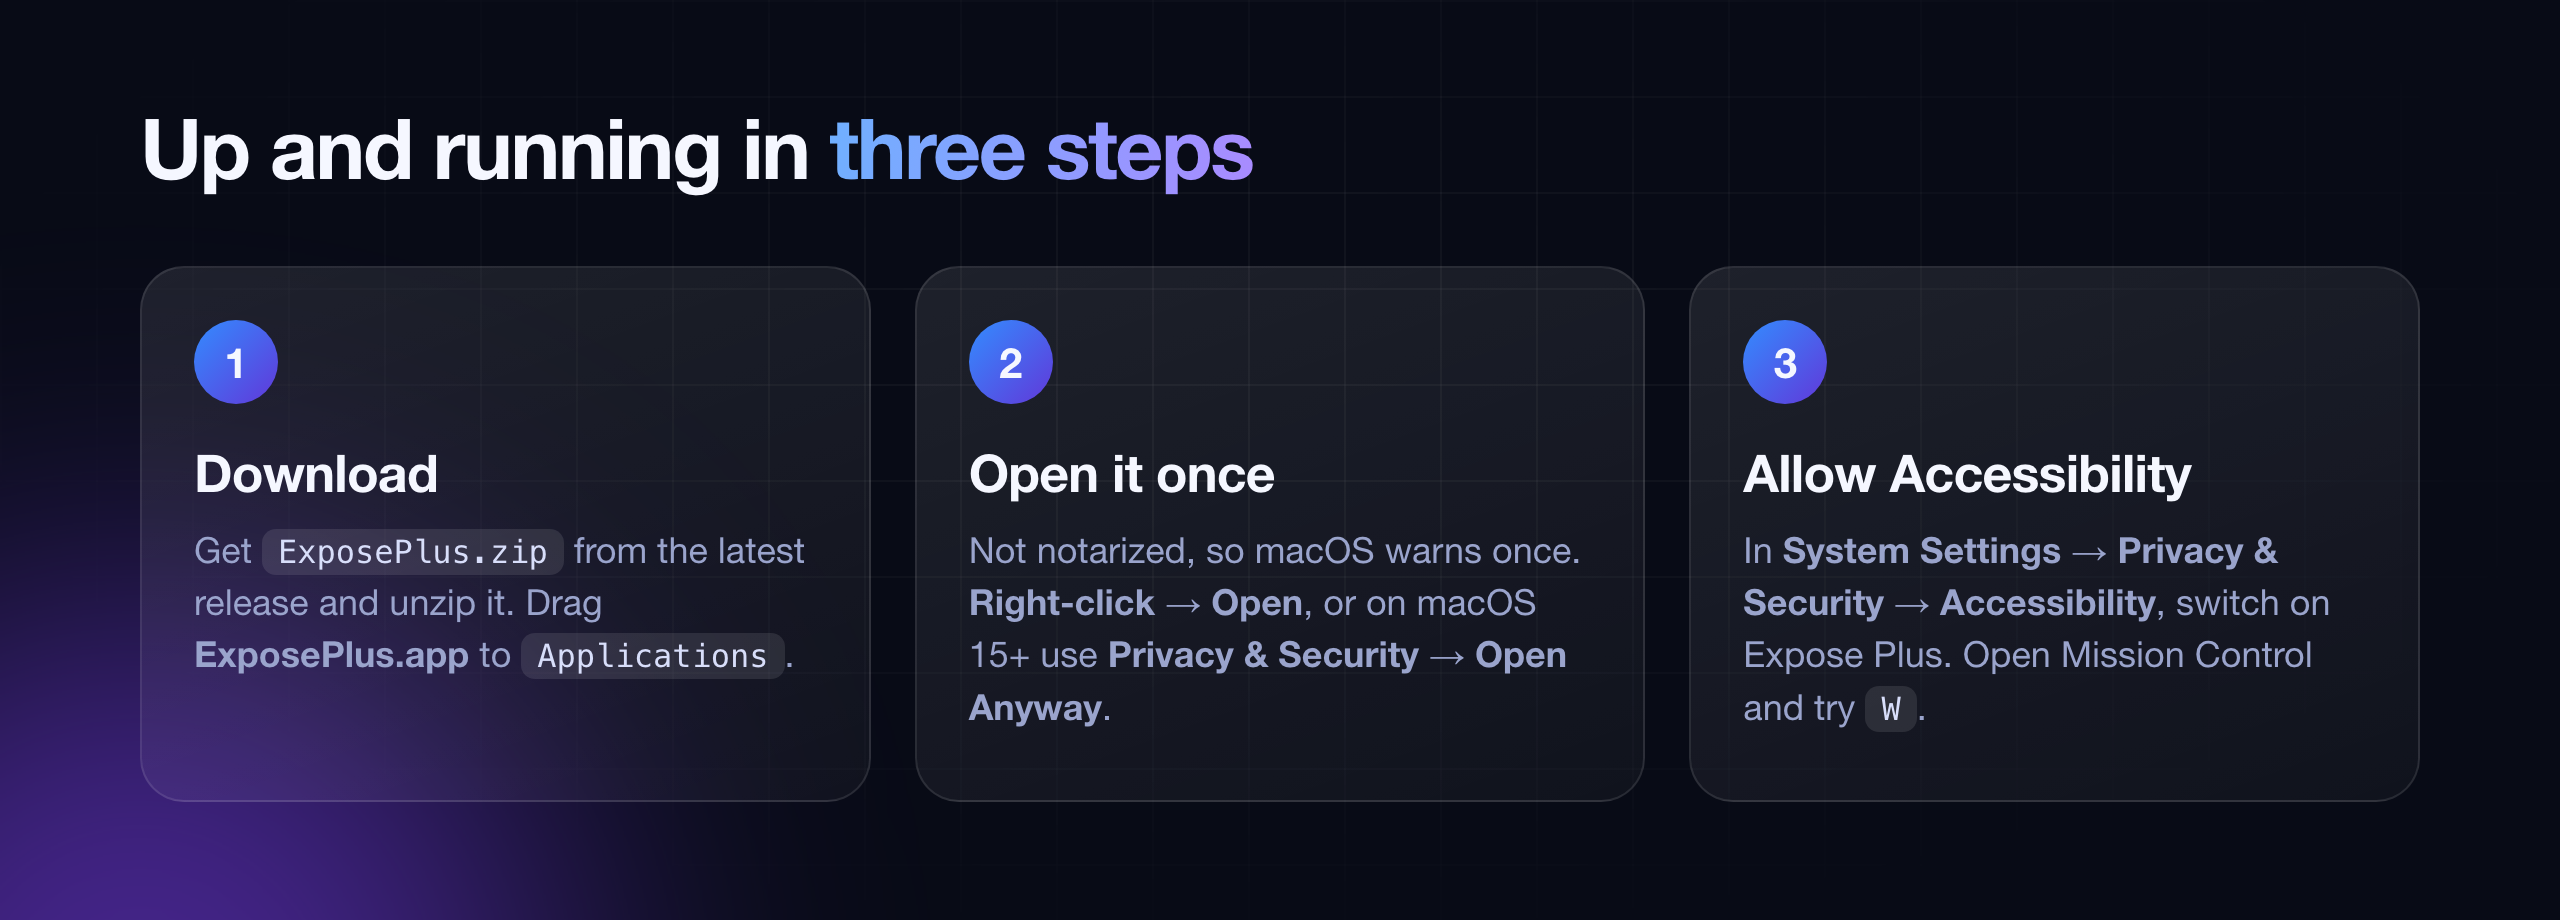 Up and running in three steps
1
Download
Get ExposePlus.zip from the latest
release and unzip it. Drag
ExposePlus.app to Applications.
2
Open it once
Not notarized, so macOS warns once.
Right-click → Open, or on macOS
15+ use Privacy & Security → Open
Anyway.
3
Allow Accessibility
In System Settings → Privacy &
Security → Accessibility, switch on
Expose Plus. Open Mission Control
and try W.